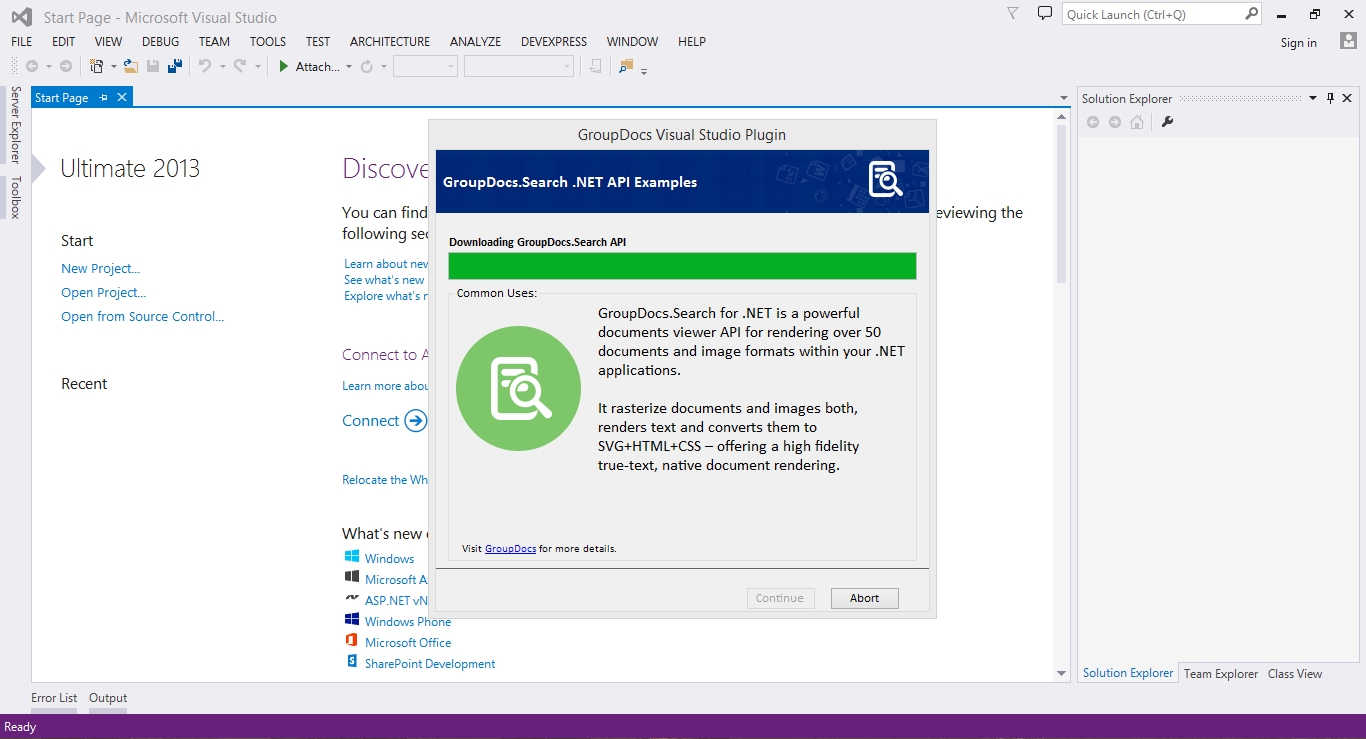 Start Page - Microsoft Visual Studio
Quick Launch (Ctrl+Q)
FILE EDIT VIEW DEBUG TEAM TOOLS TEST ARCHITECTURE ANALYZE DEVEXPRESS WINDOW HELP
Sign in
Attach...
Server Explorer
Toolbox
Start Page
Ultimate 2013
Start
New Project...
Open Project...
Open from Source Control...
Recent
Discove
You can find
eviewing the
following sec
Learn about new
See what's new
Explore what's n
Connect to A
Learn more abou
Connect
Relocate the Wh
What's new
Windows
Microsoft A
ASP.NET vN
Windows Phone
Microsoft Office
SharePoint Development
GroupDocs Visual Studio Plugin
GroupDocs.Search .NET API Examples
Downloading GroupDocs.Search API
Common Uses:
GroupDocs.Search for .NET is a powerful
documents viewer API for rendering over 50
documents and image formats within your .NET
applications.
It rasterize documents and images both,
renders text and converts them to
SVG+HTML+CSS – offering a high fidelity
true-text, native document rendering.
Visit GroupDocs for more details.
Continue Abort
Solution Explorer
Solution Explorer Team Explorer Class View
Error List Output
Ready